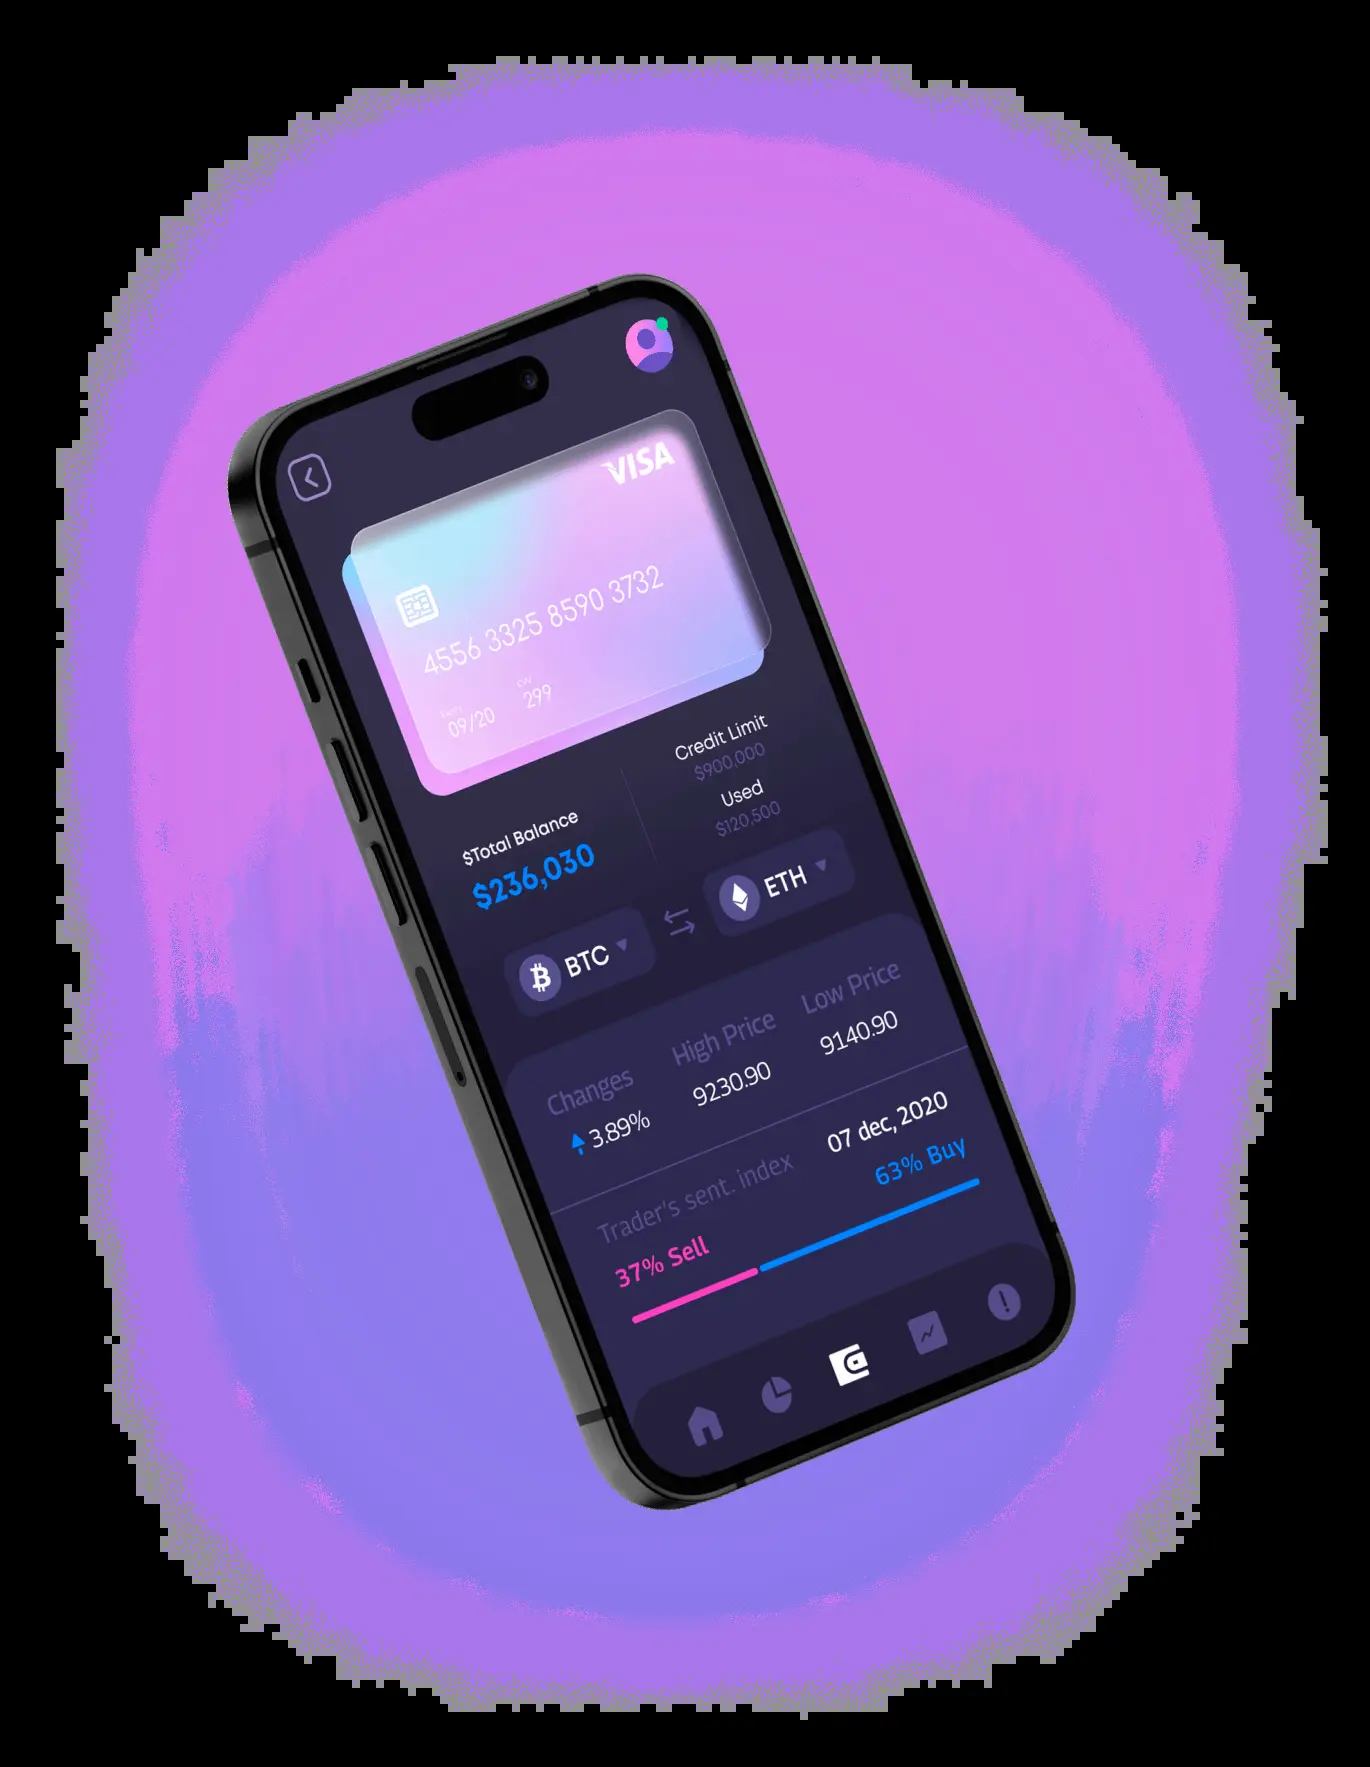 VISA
4556 3325 8590 3732
CVV
299
09/20
Credit Limit
$900,000
Used
$120,500
$Total Balance
$236,030
BTC
ETH
Changes
3.89%
High Price
9230.90
Low Price
9140.90
Trader's sent. index
07 dec,2020
37% Sell
63% Buy